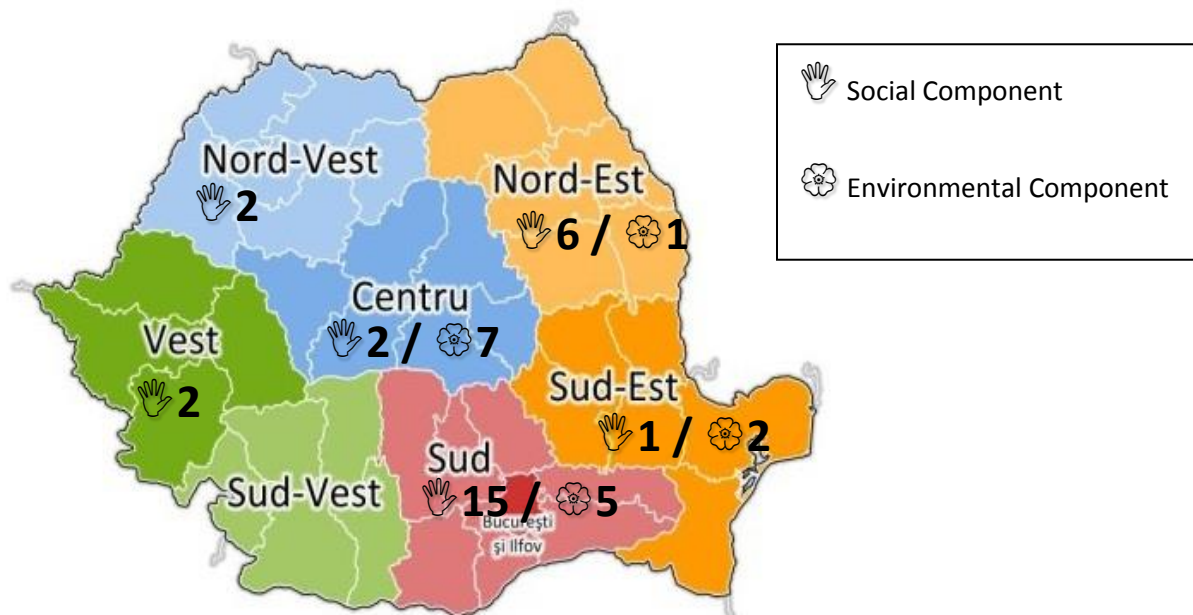 Social Component
Environmental Component
Nord-Vest
2
Nord-Est
6 / 1
Centru
2 / 7
Vest
2
Sud-Est
1 / 2
Sud
15 / 5
București
și Ilfov
Sud-Vest